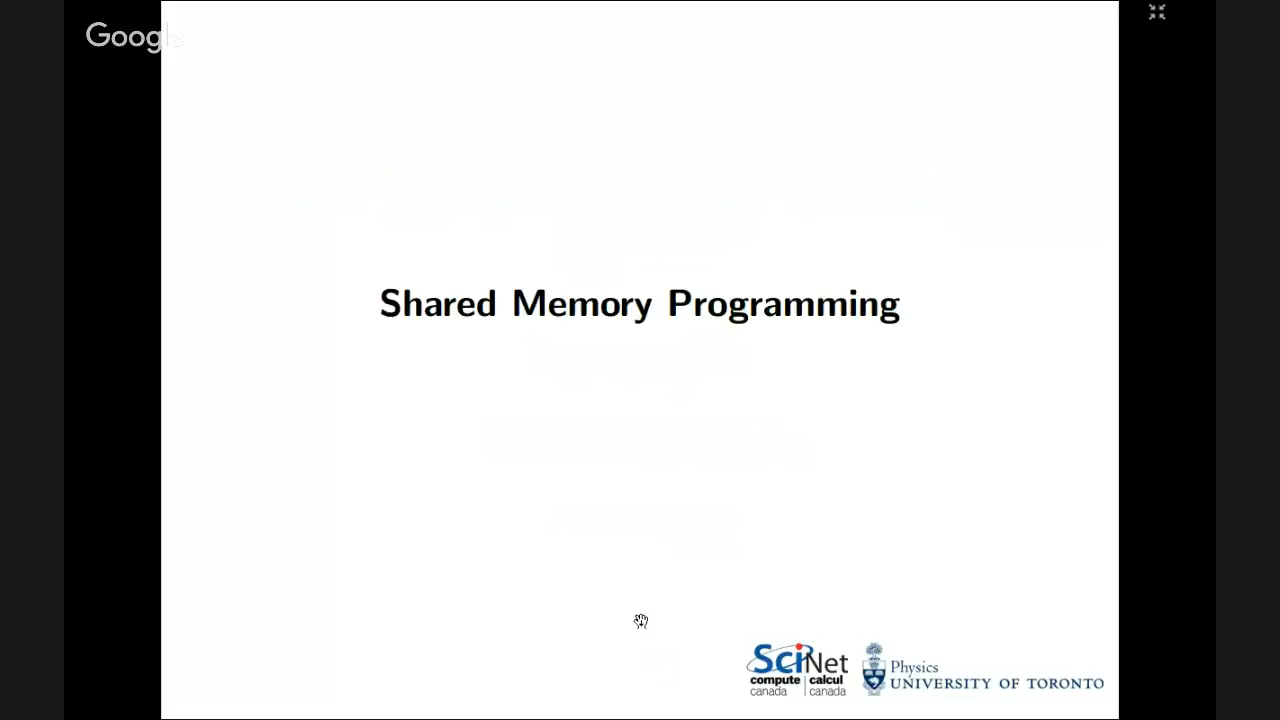 Google
Shared Memory Programming
SciNet
compute | calcul
canada | canada
Physics
UNIVERSITY OF TORONTO